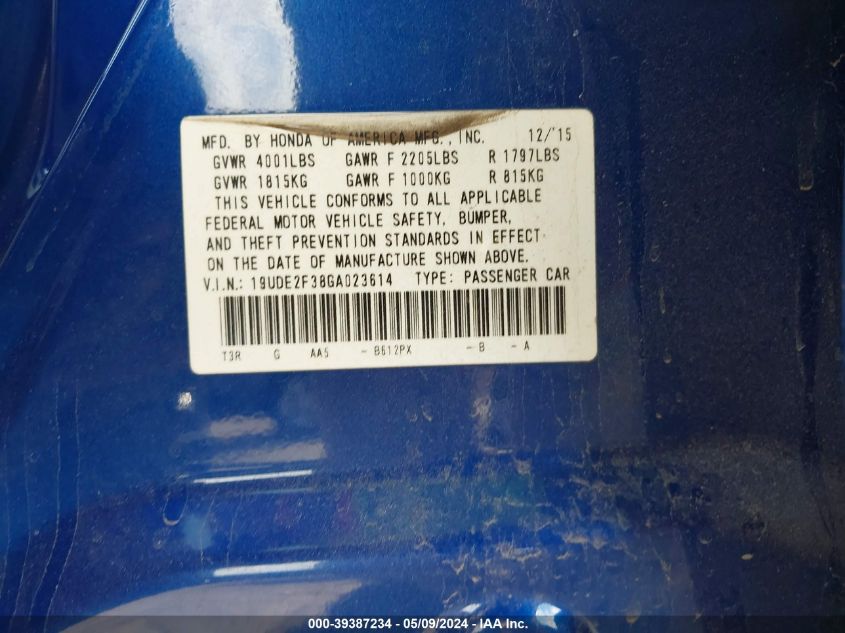 MFD. BY HONDA OF AMERICA MFG., INC. 12/'15
GVWR 4001LBS GAWR F 2205LBS R 1797LBS
GVWR 1815KG GAWR F 1000KG R 815KG
THIS VEHICLE CONFORMS TO ALL APPLICABLE
FEDERAL MOTOR VEHICLE SAFETY, BUMPER,
AND THEFT PREVENTION STANDARDS IN EFFECT
ON THE DATE OF MANUFACTURE SHOWN ABOVE.
V.I.N.: 19UDE2F38GA023614 TYPE: PASSENGER CAR
T3R G AA5 - B612PX - B - A
000-39387234 - 05/09/2024 - IAA Inc.